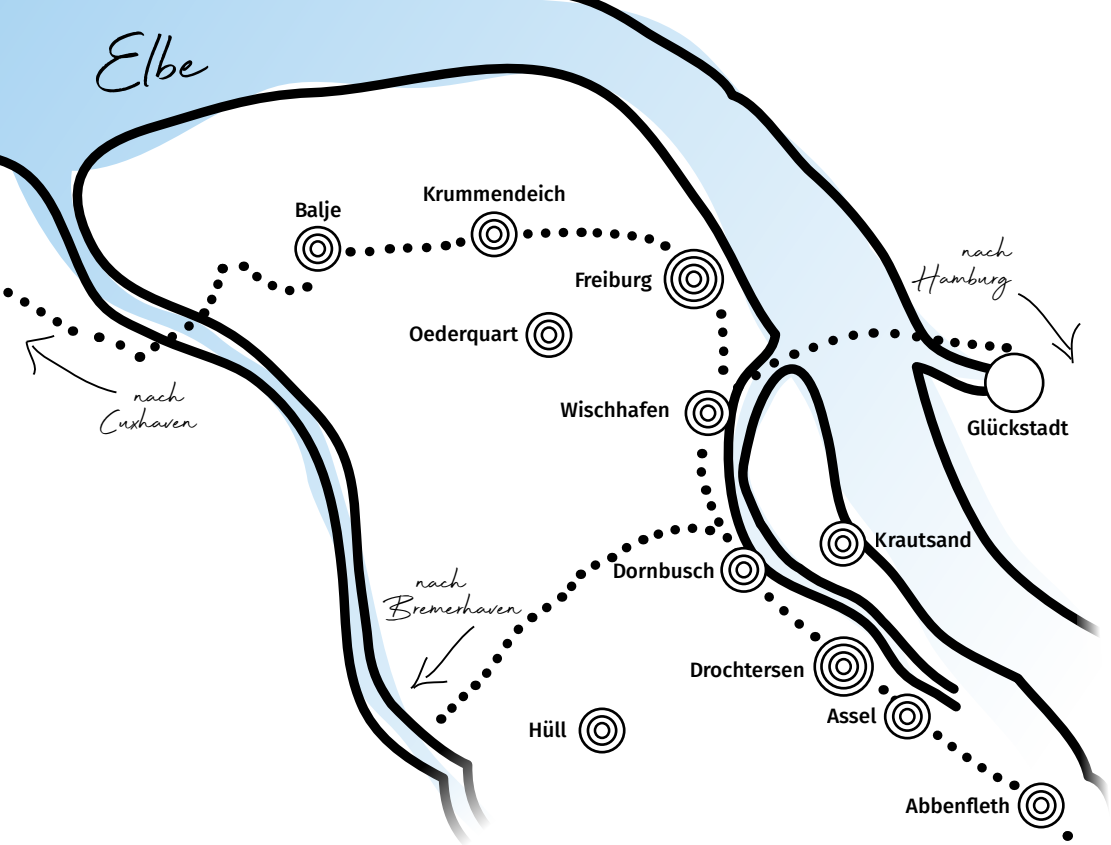 Elbe
Krummendeich
Balje
nach
Hamburg
Freiburg
Oederquart
nach
Cuxhaven
Wischhafen
Glückstadt
Krautsand
nach
Bremerhaven
Dornbusch
Drochtersen
Assel
Hüll
Abbenfleth